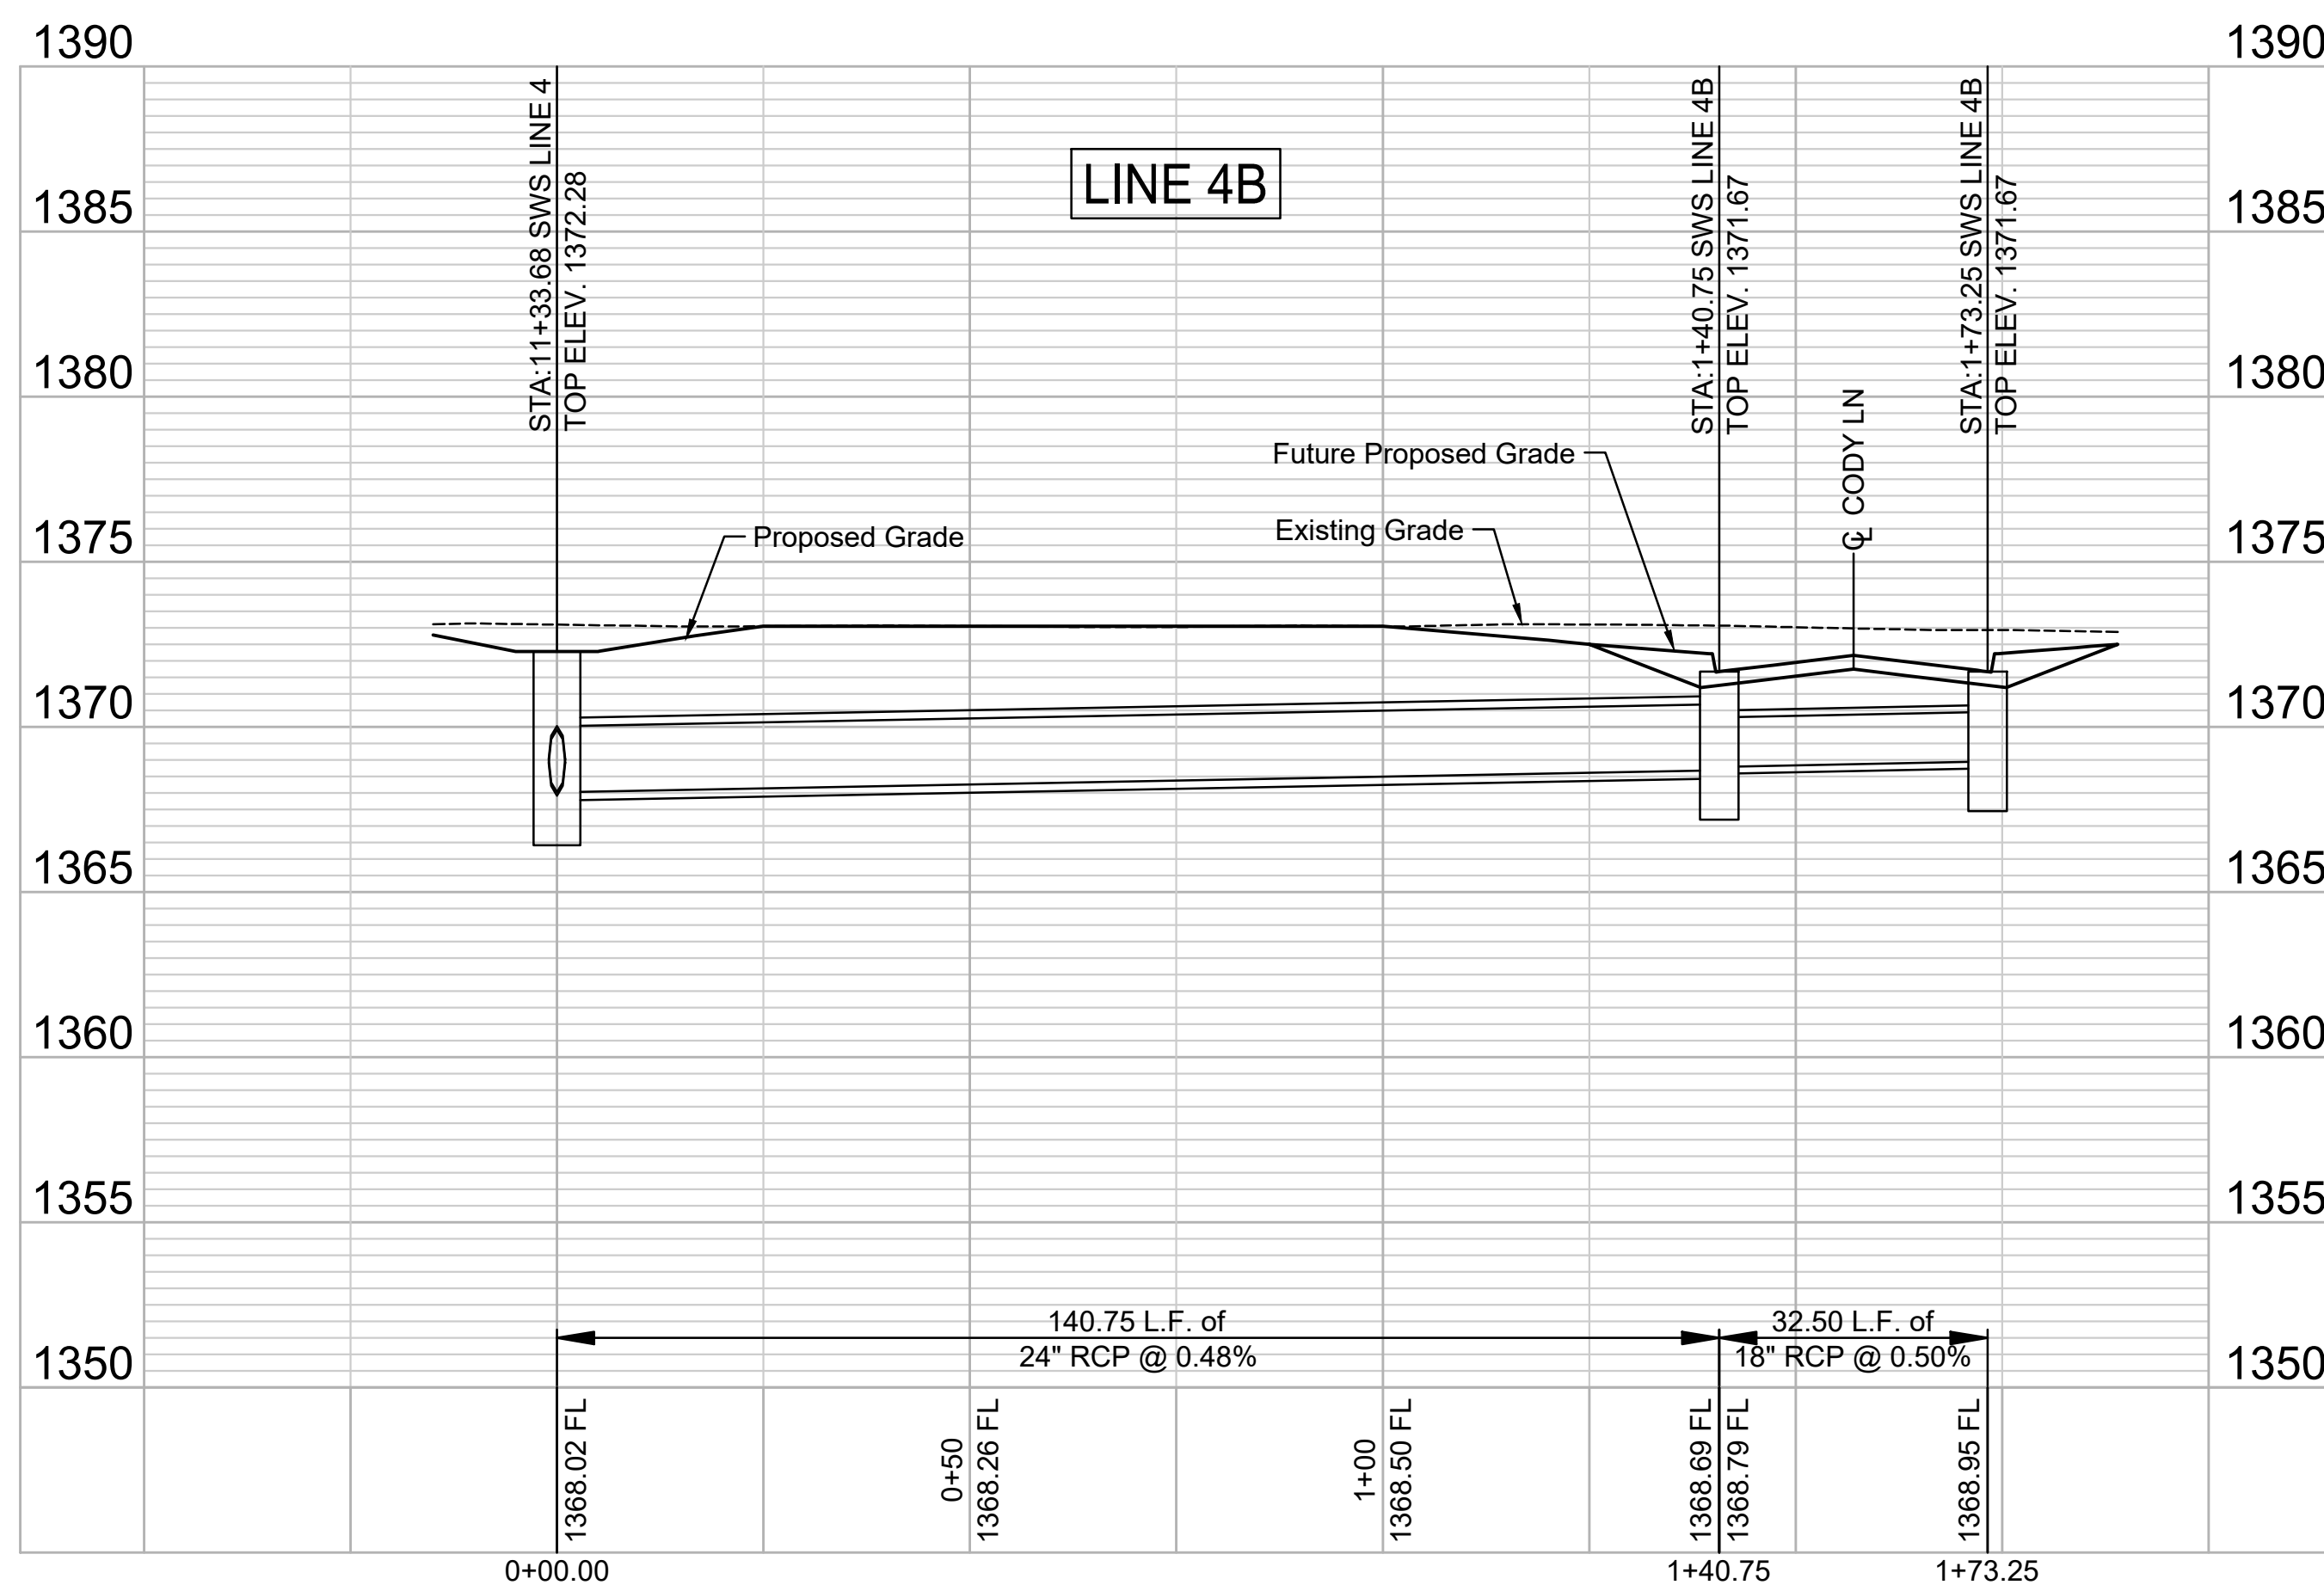 1390
1390
STA:11+33.68 SWS LINE 4
TOP ELEV. 1372.28
LINE 4B
STA:1+40.75 SWS LINE 4B
TOP ELEV. 1371.67
STA:1+73.25 SWS LINE 4B
TOP ELEV. 1371.67
1385
1385
1380
1380
℄ CODY LN
Future Proposed Grade
Existing Grade
Proposed Grade
1375
1375
1370
1370
1365
1365
1360
1360
1355
1355
140.75 L.F. of
24" RCP @ 0.48%
32.50 L.F. of
18" RCP @ 0.50%
1350
1350
1368.02 FL
0+50
1368.26 FL
1+00
1368.50 FL
1368.69 FL
1368.79 FL
1368.95 FL
0+00.00
1+40.75
1+73.25